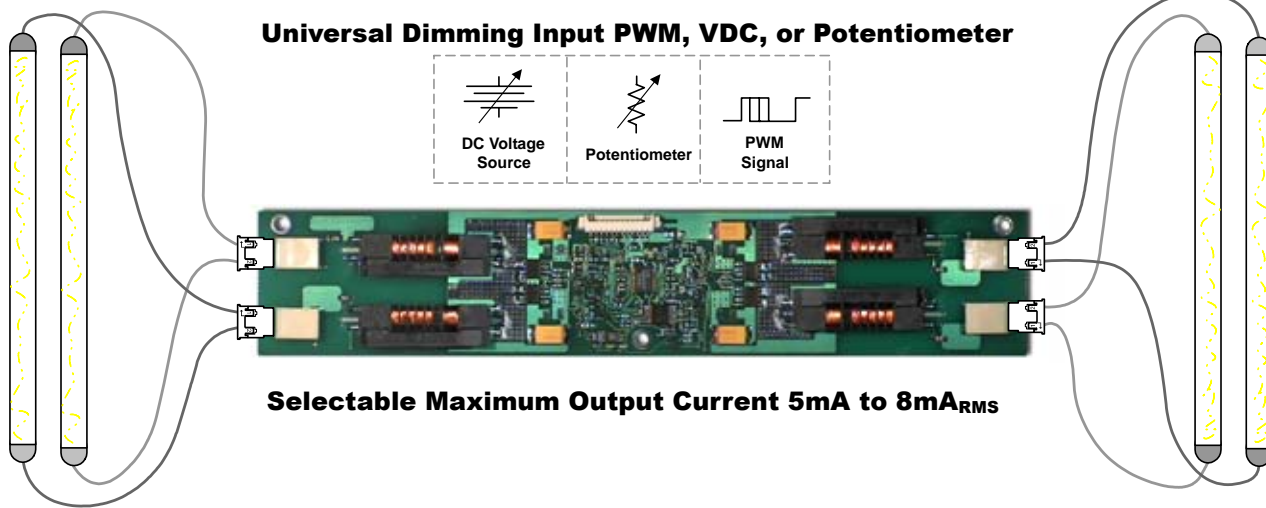 Universal Dimming Input PWM, VDC, or Potentiometer
DC Voltage
Source
Potentiometer
PWM
Signal
Selectable Maximum Output Current 5mA to 8mARMS